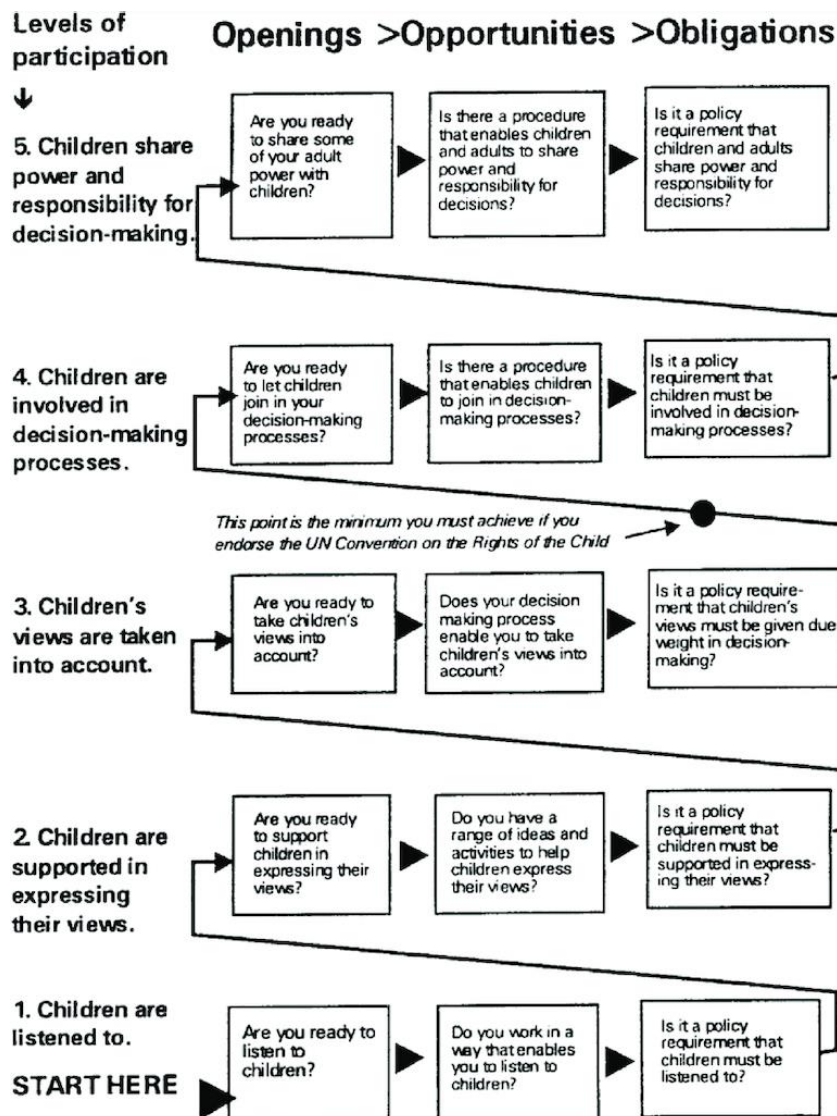 Levels of
participation
Openings >Opportunities >Obligations
5. Children share
power and
responsibility for
decision-making.
Are you ready
to share some
of your adult
power with
children?
Is there a procedure
that enables children
and adults to share
power and
responsibility for
decisions?
Is it a policy
requirement that
children and adults
share power and
responsibility for
decisions?
4. Children are
involved in
decision-making
processes.
Are you ready
to let children
join in your
decision-making
processes?
Is there a procedure
that enables children
to join in decision-
making processes?
Is it a policy
requirement that
children must be
involved in decision-
making processes?
This point is the minimum you must achieve if you
endorse the UN Convention on the Rights of the Child
3. Children's
views are taken
into account.
Are you ready to
take children's
views into
account?
Does your decision
making process
enable you to take
children's views into
account?
Is it a policy require-
ment that children's
views must be given due
weight in decision-
making?
2. Children are
supported in
expressing
their views.
Are you ready
to support
children in
expressing their
views?
Do you have a
range of ideas and
activities to help
children express
their views?
Is it a policy
requirement that
children must be
supported in express-
ing their views?
1. Children are
listened to.
START HERE
Are you ready to
listen to
children?
Do you work in a
way that enables
you to listen to
children?
Is it a policy
requirement that
children must be
listened to?